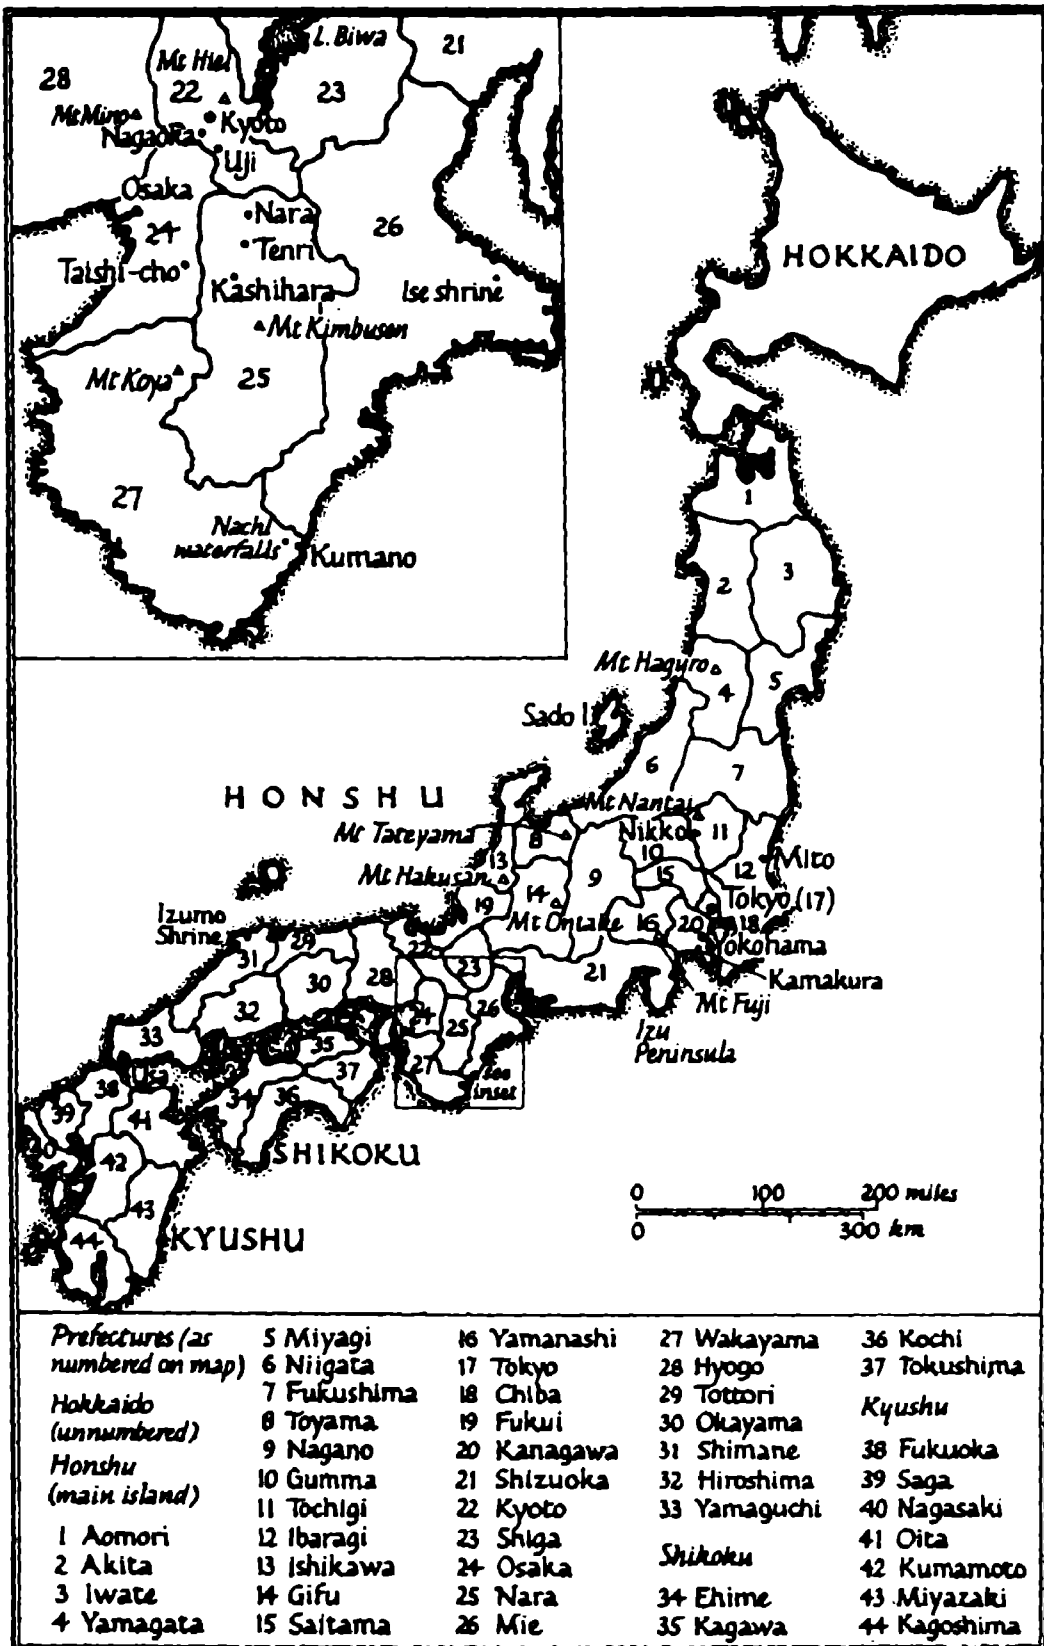 28
Mt Hiei
L. Biwa
21
22
23
Mt Mino
Nagaoka
Kyoto
Uji
Osaka
24
Nara
26
Tenri
Taishi-cho
Kashihara
Ise shrine
Mt Kimbusen
Mt Koya
25
27
Nachi
waterfalls
Kumano
HOKKAIDO
1
2
3
Mt Haguro
4
5
Sado I.
6
7
HONSHU
Mt Nantai
Mt Tateyama
8
Nikko
11
10
13
Mito
Mt Hakusan
9
15
12
14
19
Tokyo (17)
Izumo
Shrine
Mt Ontake
16
20
18
29
22
Yokohama
31
30
28
23
21
Kamakura
32
24
25
26
Mt Fuji
33
35
Izu
Peninsula
Usa
37
27
See
inset
38
34
36
39
41
40
42
SHIKOKU
43
44
KYUSHU
0 100 200 miles
0 300 km
Prefectures (as
numbered on map)
Hokkaido
(unnumbered)
Honshu
(main island)
1 Aomori
2 Akita
3 Iwate
4 Yamagata
5 Miyagi
6 Niigata
7 Fukushima
8 Toyama
9 Nagano
10 Gumma
11 Tochigi
12 Ibaragi
13 Ishikawa
14 Gifu
15 Saitama
16 Yamanashi
17 Tokyo
18 Chiba
19 Fukui
20 Kanagawa
21 Shizuoka
22 Kyoto
23 Shiga
24 Osaka
25 Nara
26 Mie
27 Wakayama
28 Hyogo
29 Tottori
30 Okayama
31 Shimane
32 Hiroshima
33 Yamaguchi
Shikoku
34 Ehime
35 Kagawa
36 Kochi
37 Tokushima
Kyushu
38 Fukuoka
39 Saga
40 Nagasaki
41 Oita
42 Kumamoto
43 Miyazaki
44 Kagoshima